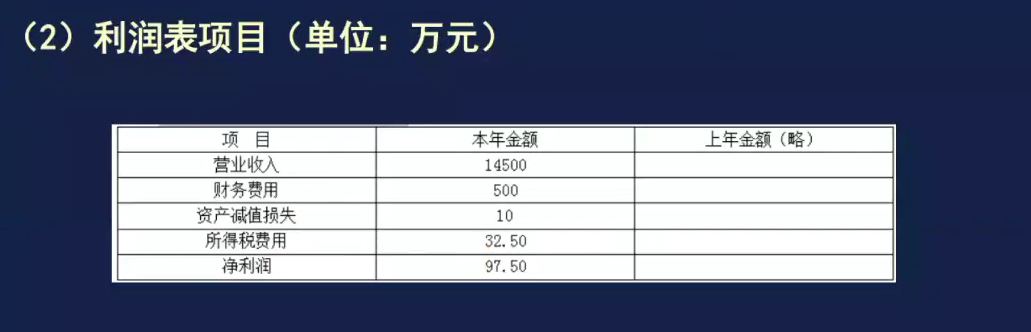 （2）利润表项目（单位：万元）
项 目 本年金额 上年金额（略）
营业收入 14500
财务费用 500
资产减值损失 10
所得税费用 32.50
净利润 97.50